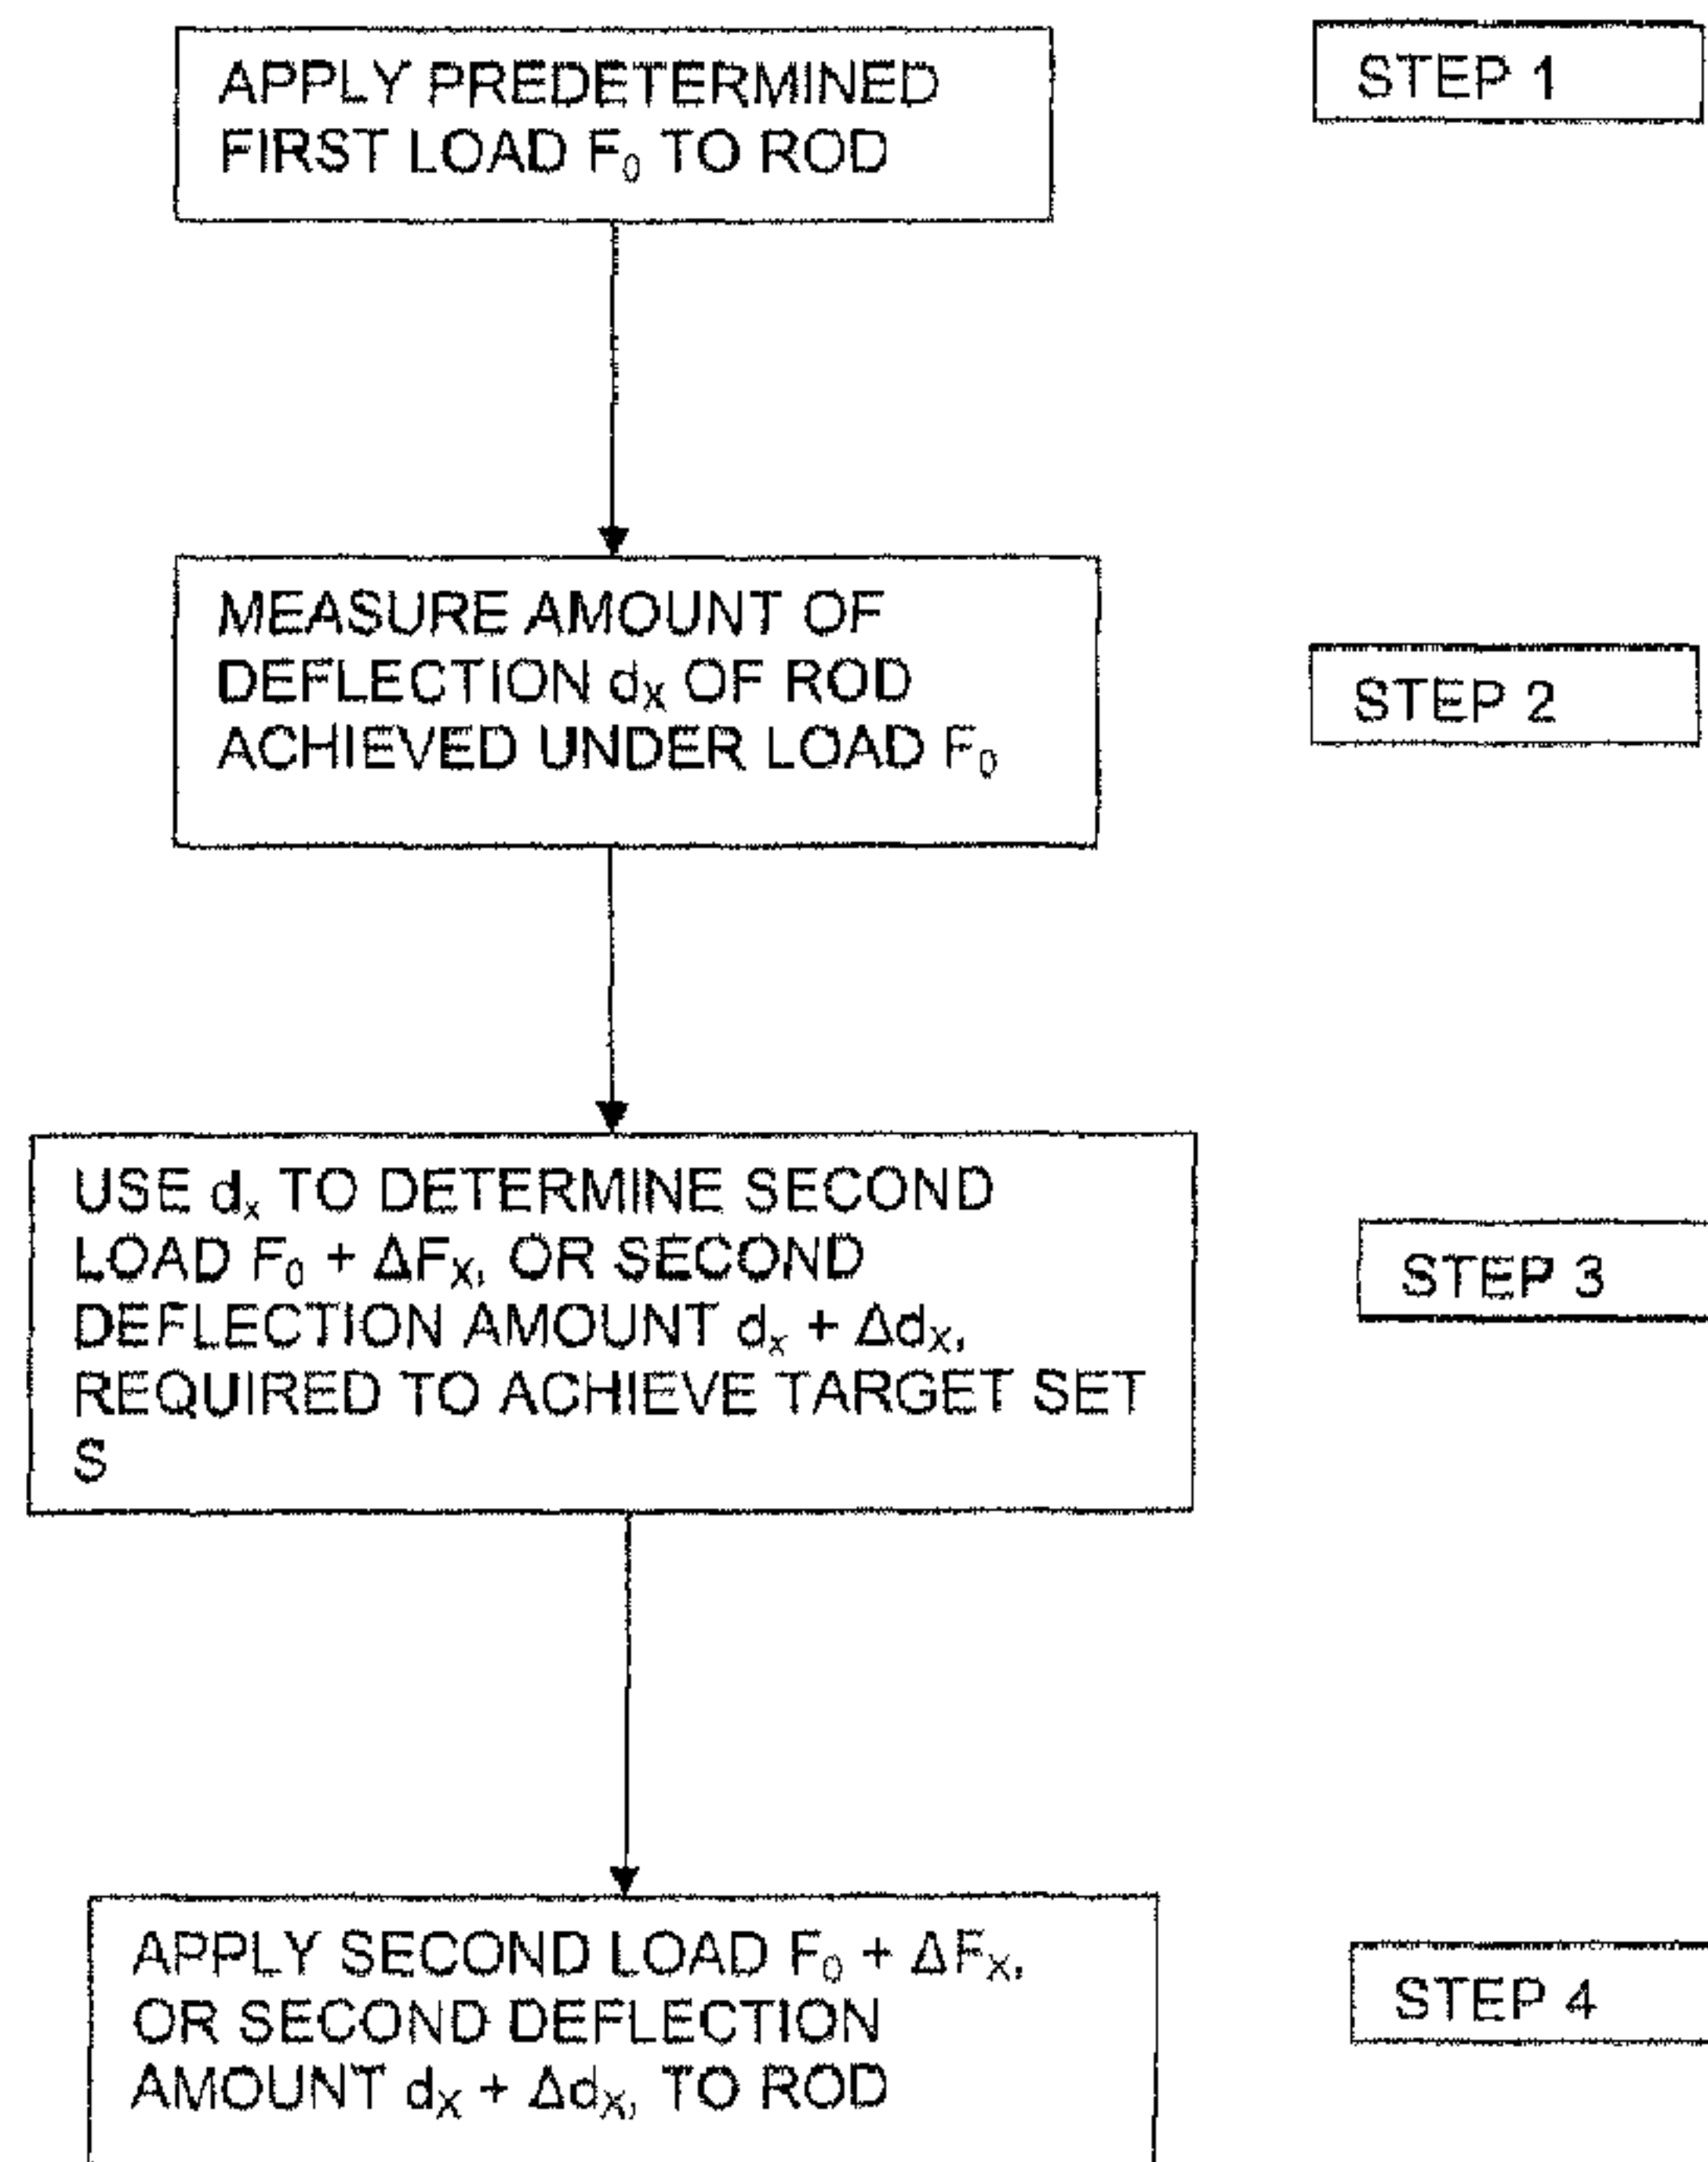 APPLY PREDETERMINED
FIRST LOAD F₀ TO ROD
STEP 1
MEASURE AMOUNT OF
DEFLECTION dₓ OF ROD
ACHIEVED UNDER LOAD F₀
STEP 2
USE dₓ TO DETERMINE SECOND
LOAD F₀ + ΔFₓ, OR SECOND
DEFLECTION AMOUNT dₓ + Δdₓ,
REQUIRED TO ACHIEVE TARGET SET
S
STEP 3
APPLY SECOND LOAD F₀ + ΔFₓ,
OR SECOND DEFLECTION
AMOUNT dₓ + Δdₓ, TO ROD
STEP 4